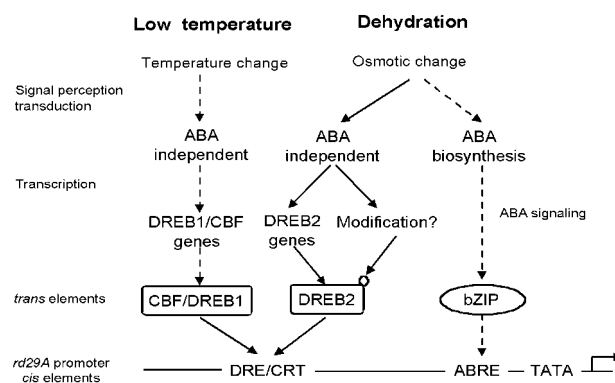 Low temperature
Dehydration
Temperature change
Osmotic change
Signal perception
transduction
ABA
independent
ABA
independent
ABA
biosynthesis
Transcription
DREB1/CBF
genes
DREB2
genes
Modification?
ABA signaling
trans elements
CBF/DREB1
DREB2
bZIP
rd29A promoter
cis elements
DRE/CRT
ABRE
TATA